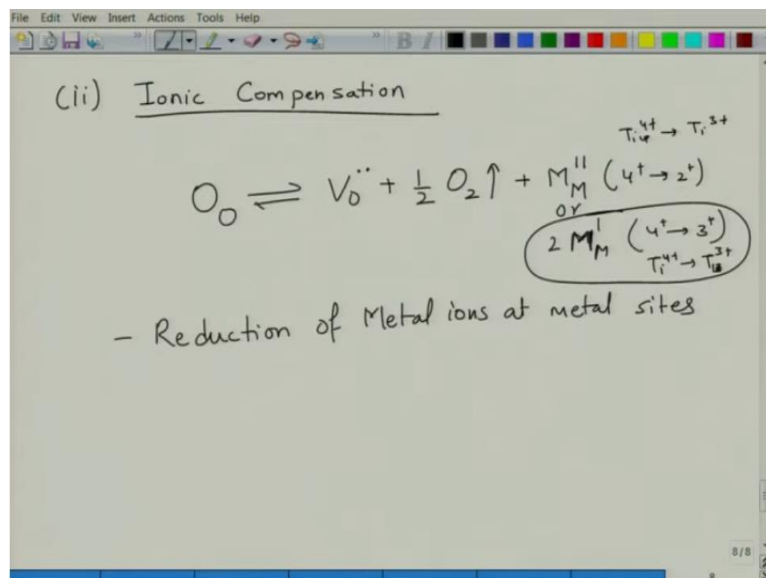 File Edit View Insert Actions Tools Help
B I
(ii) Ionic Compensation
Ti⁴⁺ → Ti³⁺
O_O ⇌ V_O¨ + ½ O₂↑ + M_M'' (4⁺ → 2⁺)
or
2 M_M' (4⁺ → 3⁺)
Ti⁴⁺ → Ti³⁺
- Reduction of Metal ions at metal sites
8/8